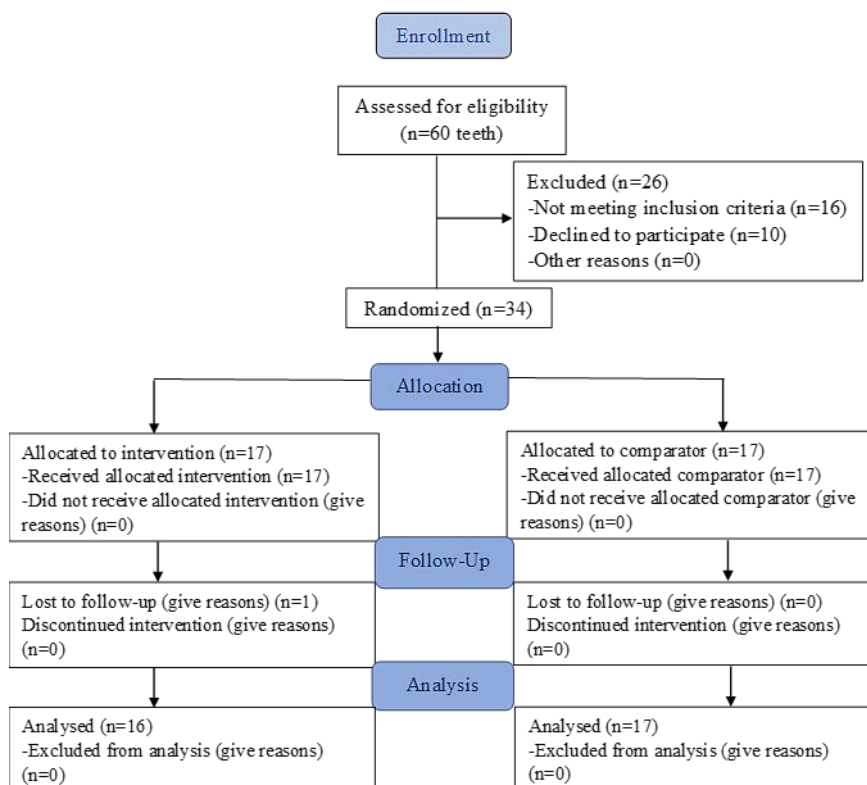 Enrollment
Assessed for eligibility
(n=60 teeth)
Excluded (n=26)
-Not meeting inclusion criteria (n=16)
-Declined to participate (n=10)
-Other reasons (n=0)
Randomized (n=34)
Allocation
Allocated to intervention (n=17)
-Received allocated intervention (n=17)
-Did not receive allocated intervention (give
reasons) (n=0)
Allocated to comparator (n=17)
-Received allocated comparator (n=17)
-Did not receive allocated comparator (give
reasons) (n=0)
Follow-Up
Lost to follow-up (give reasons) (n=1)
Discontinued intervention (give reasons)
(n=0)
Lost to follow-up (give reasons) (n=0)
Discontinued intervention (give reasons)
(n=0)
Analysis
Analysed (n=16)
-Excluded from analysis (give reasons)
(n=0)
Analysed (n=17)
-Excluded from analysis (give reasons)
(n=0)